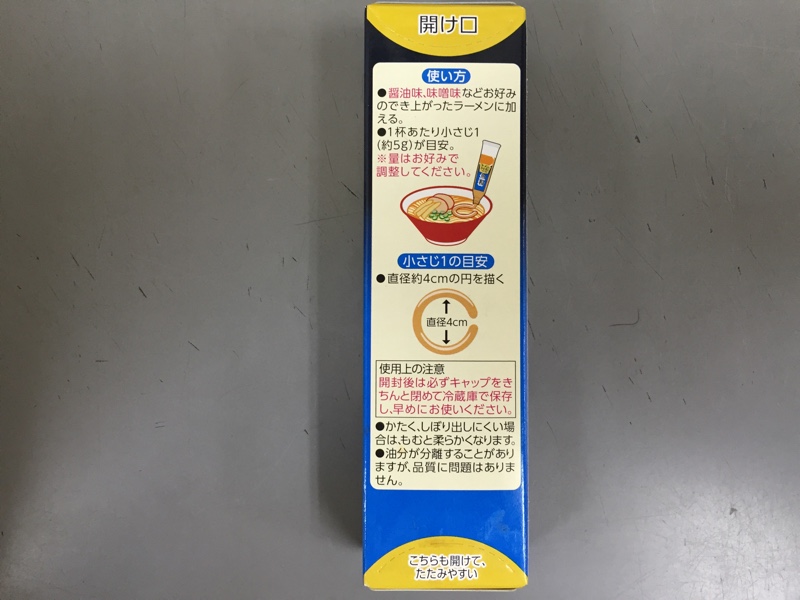 開け口
使い方
●醤油味、味噌味などお好み
のでき上がったラーメンに加
える。
●1杯あたり小さじ1
(約5g)が目安。
※量はお好みで
調整してください。
小さじ1の目安
●直径約4cmの円を描く
直径4cm
使用上の注意
開封後は必ずキャップをき
ちんと閉めて冷蔵庫で保存
し、早めにお使いください。
●かたく、しぼり出しにくい場
合は、もむと柔らかくなります。
●油分が分離することがあり
ますが、品質に問題はありま
せん。
こちらも開けて、
たたみやすい